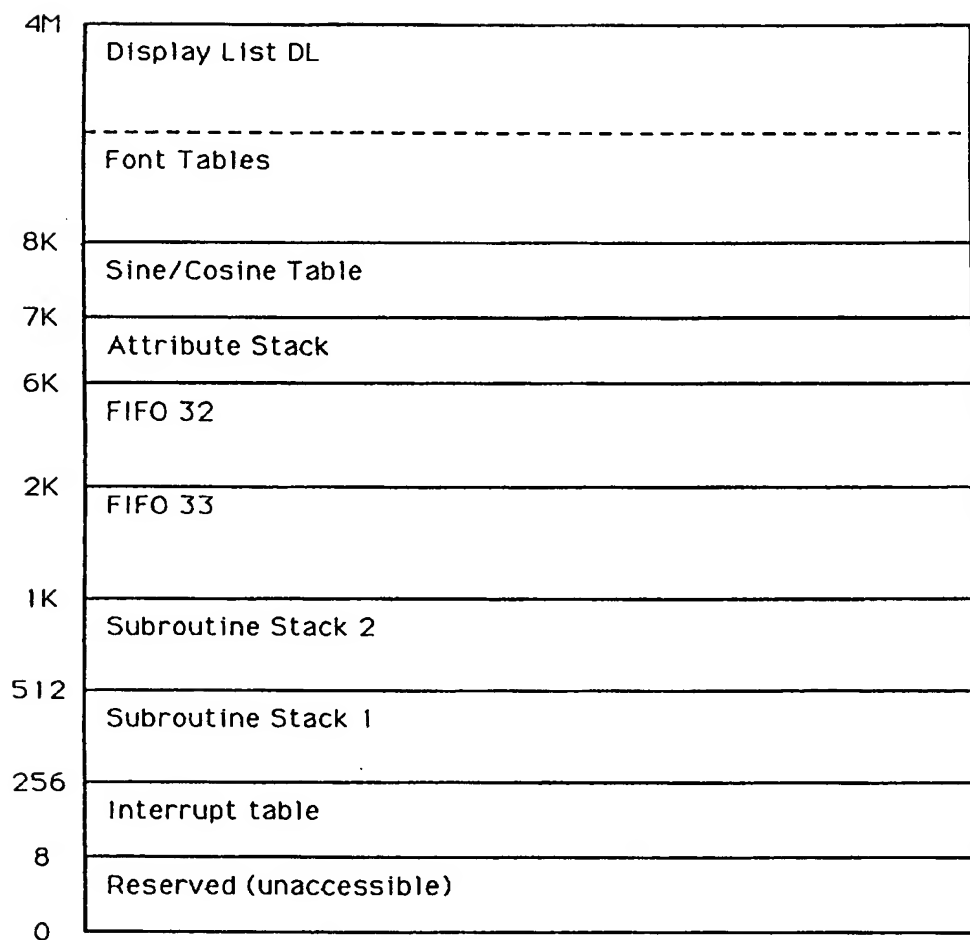 4M
Display List DL
Font Tables
8K
Sine/Cosine Table
7K
Attribute Stack
6K
FIFO 32
2K
FIFO 33
1K
Subroutine Stack 2
512
Subroutine Stack 1
256
Interrupt table
8
Reserved (unaccessible)
0